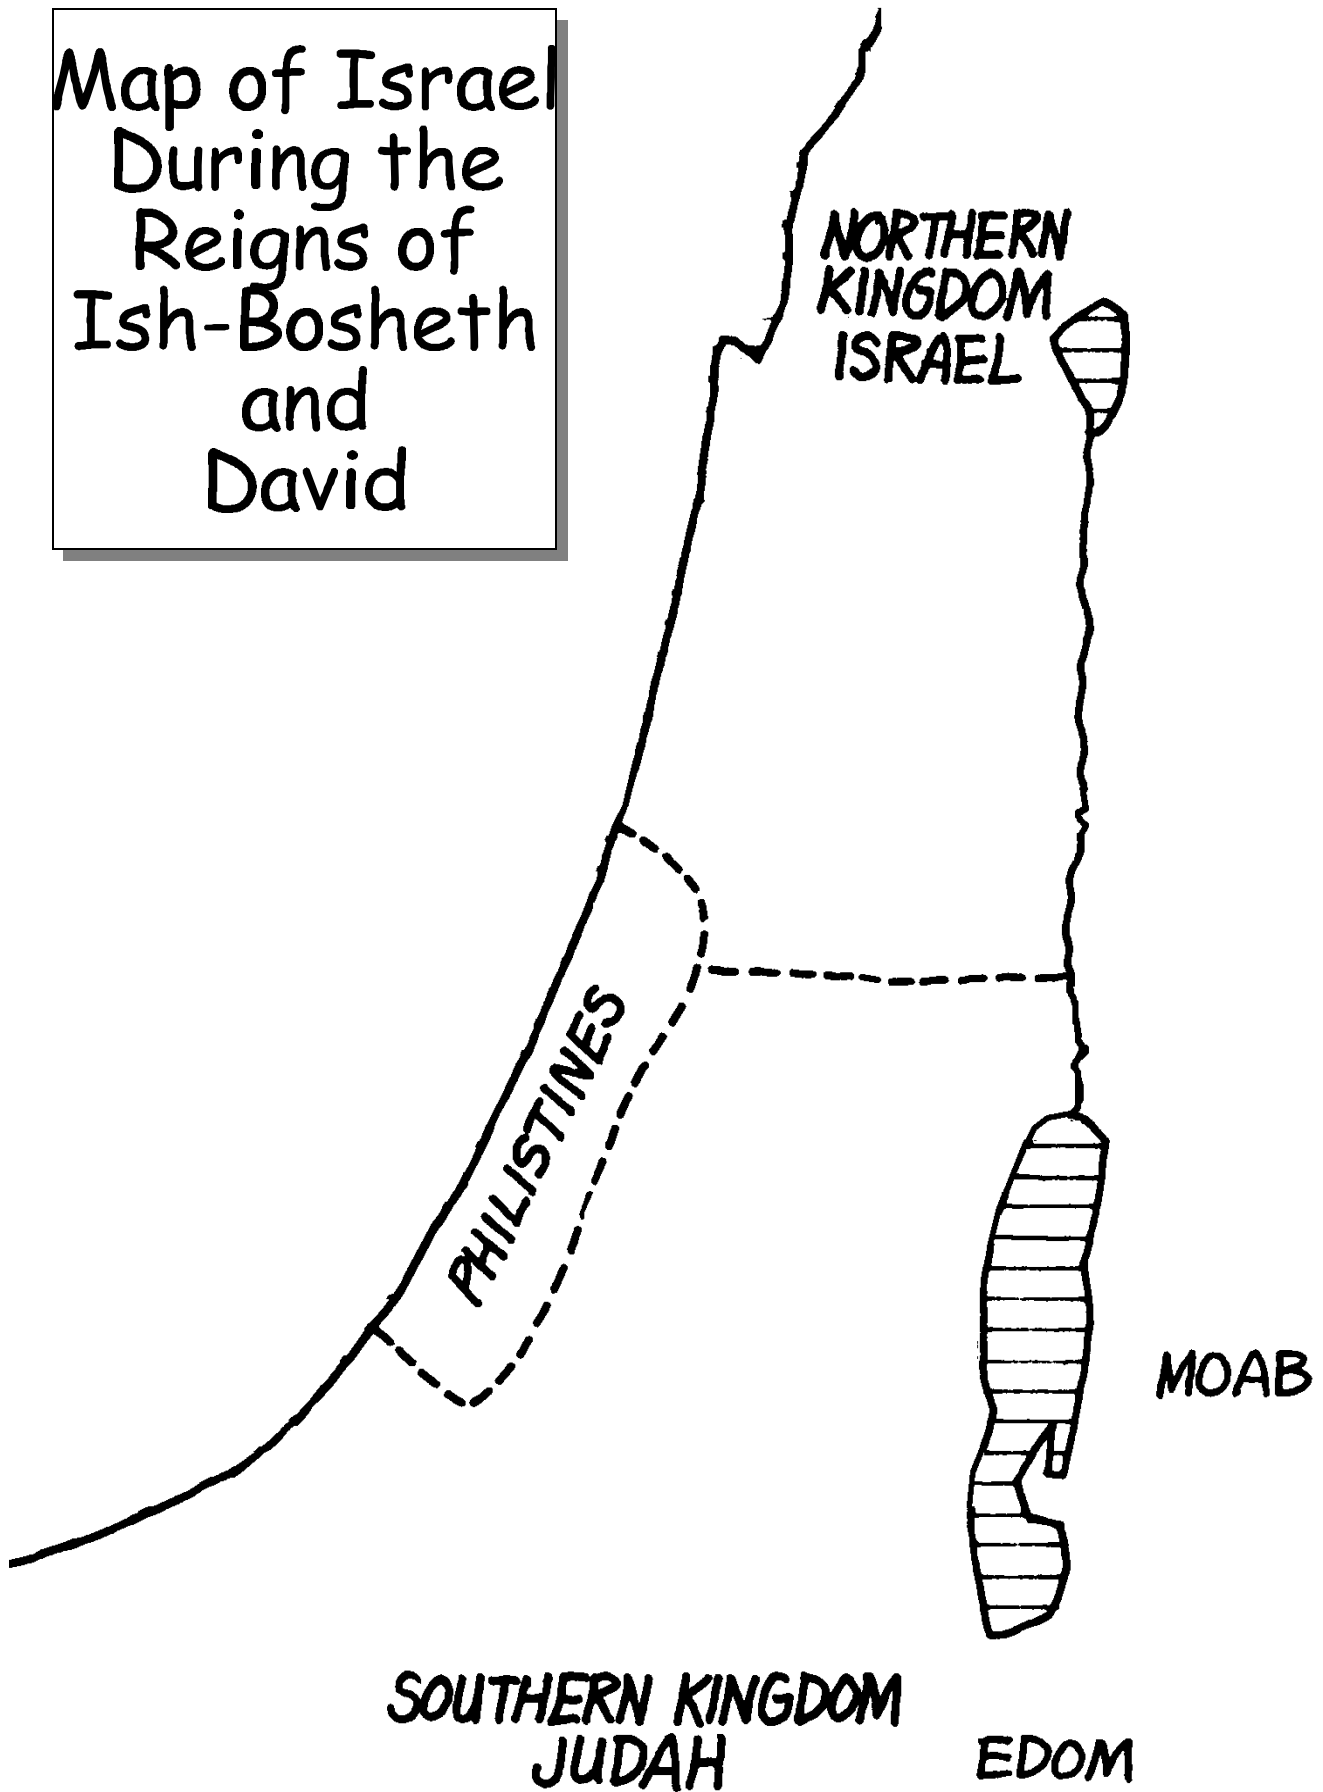 Map of Israel
During the
Reigns of
Ish-Bosheth
and
David
NORTHERN
KINGDOM
ISRAEL
PHILISTINES
MOAB
SOUTHERN KINGDOM
JUDAH
EDOM